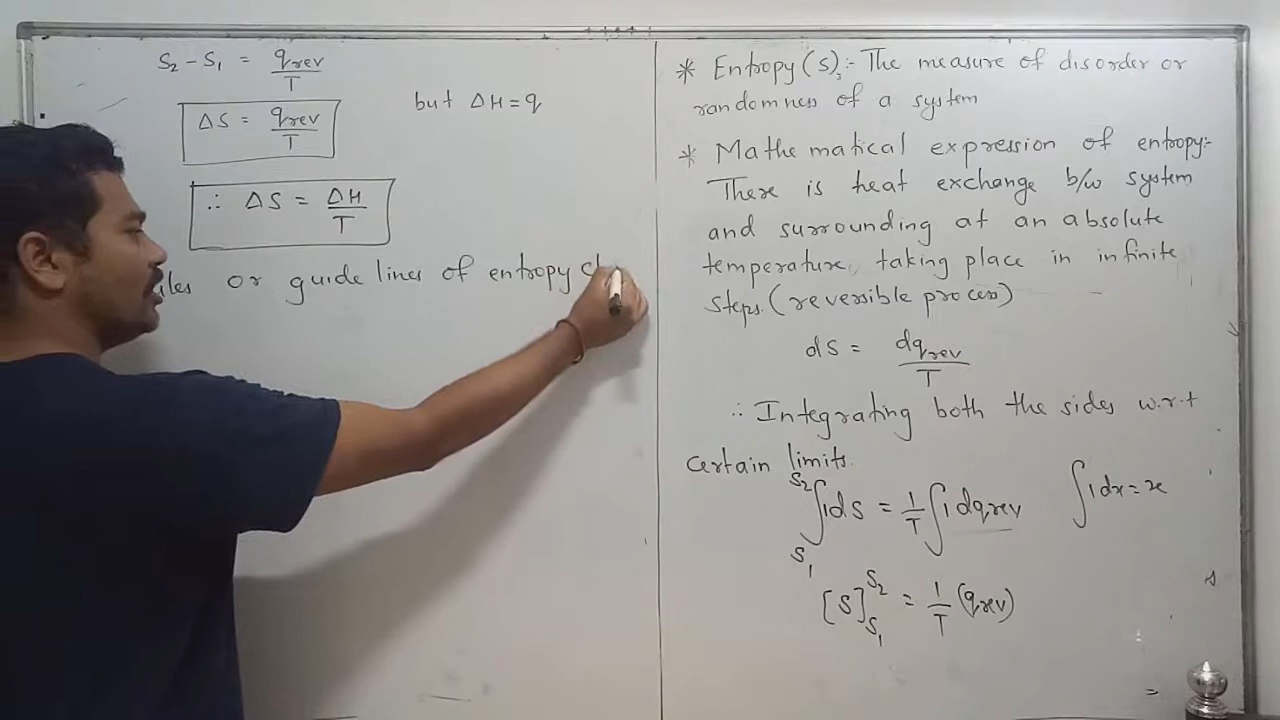 * Entropy (S):- The measure of disorder or
randomness of a system
* Mathematical expression of entropy:-
There is heat exchange b/w system
and surrounding at an absolute
temperature, taking place in infinite
steps. (reversible process)
dS = dq_rev / T
∴ Integrating both the sides w.r.t
certain limits.
∫_{S₁}^{S₂} 1 dS = 1/T ∫ 1 dq_rev    ∫ 1 dx = x
[S]_{S₁}^{S₂} = 1/T (q_rev)
S₂ - S₁ = q_rev / T
ΔS = q_rev / T    but ΔH = q
∴ ΔS = ΔH / T
or guide lines of entropy